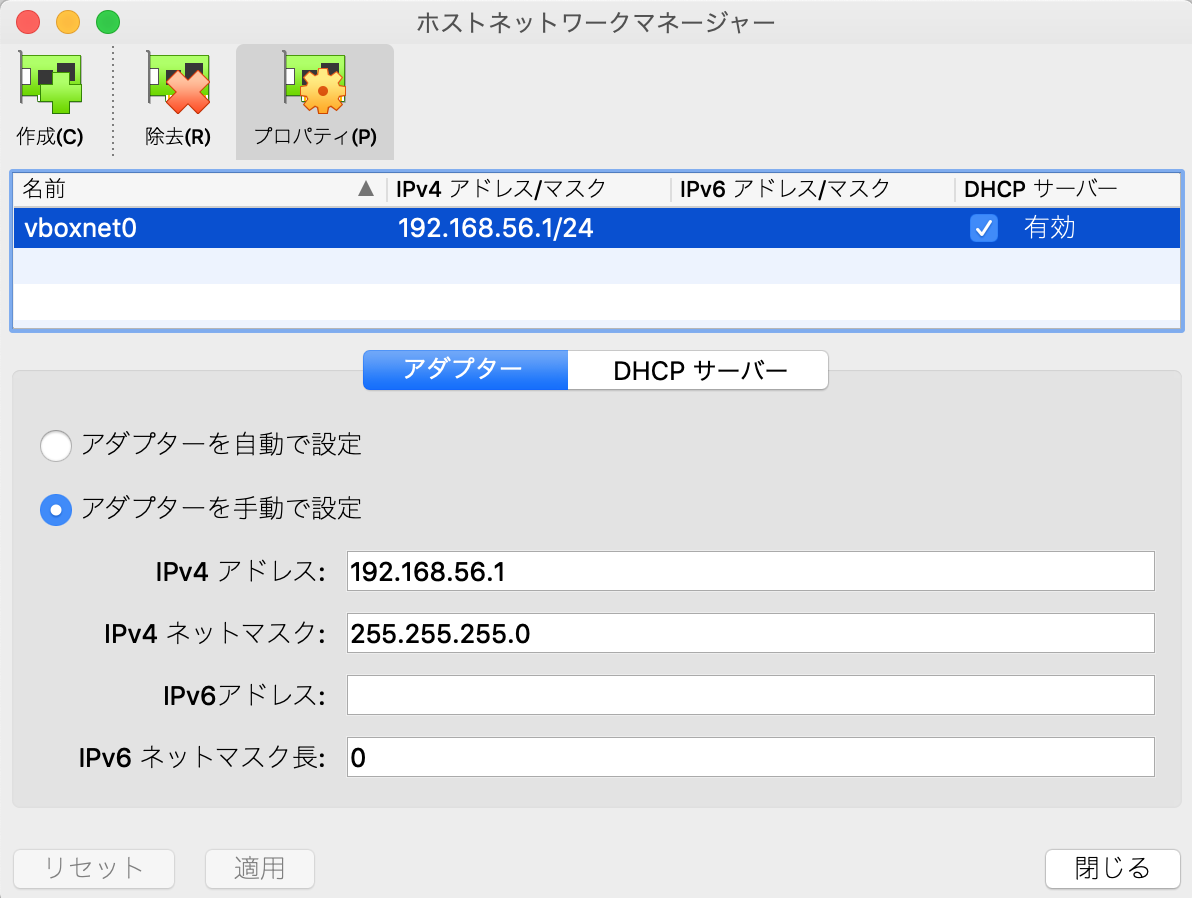 ホストネットワークマネージャー
作成(C) 除去(R) プロパティ(P)
名前 IPv4 アドレス/マスク IPv6 アドレス/マスク DHCP サーバー
vboxnet0 192.168.56.1/24 有効
アダプター DHCP サーバー
アダプターを自動で設定
アダプターを手動で設定
IPv4 アドレス: 192.168.56.1
IPv4 ネットマスク: 255.255.255.0
IPv6アドレス:
IPv6 ネットマスク長: 0
リセット 適用 閉じる